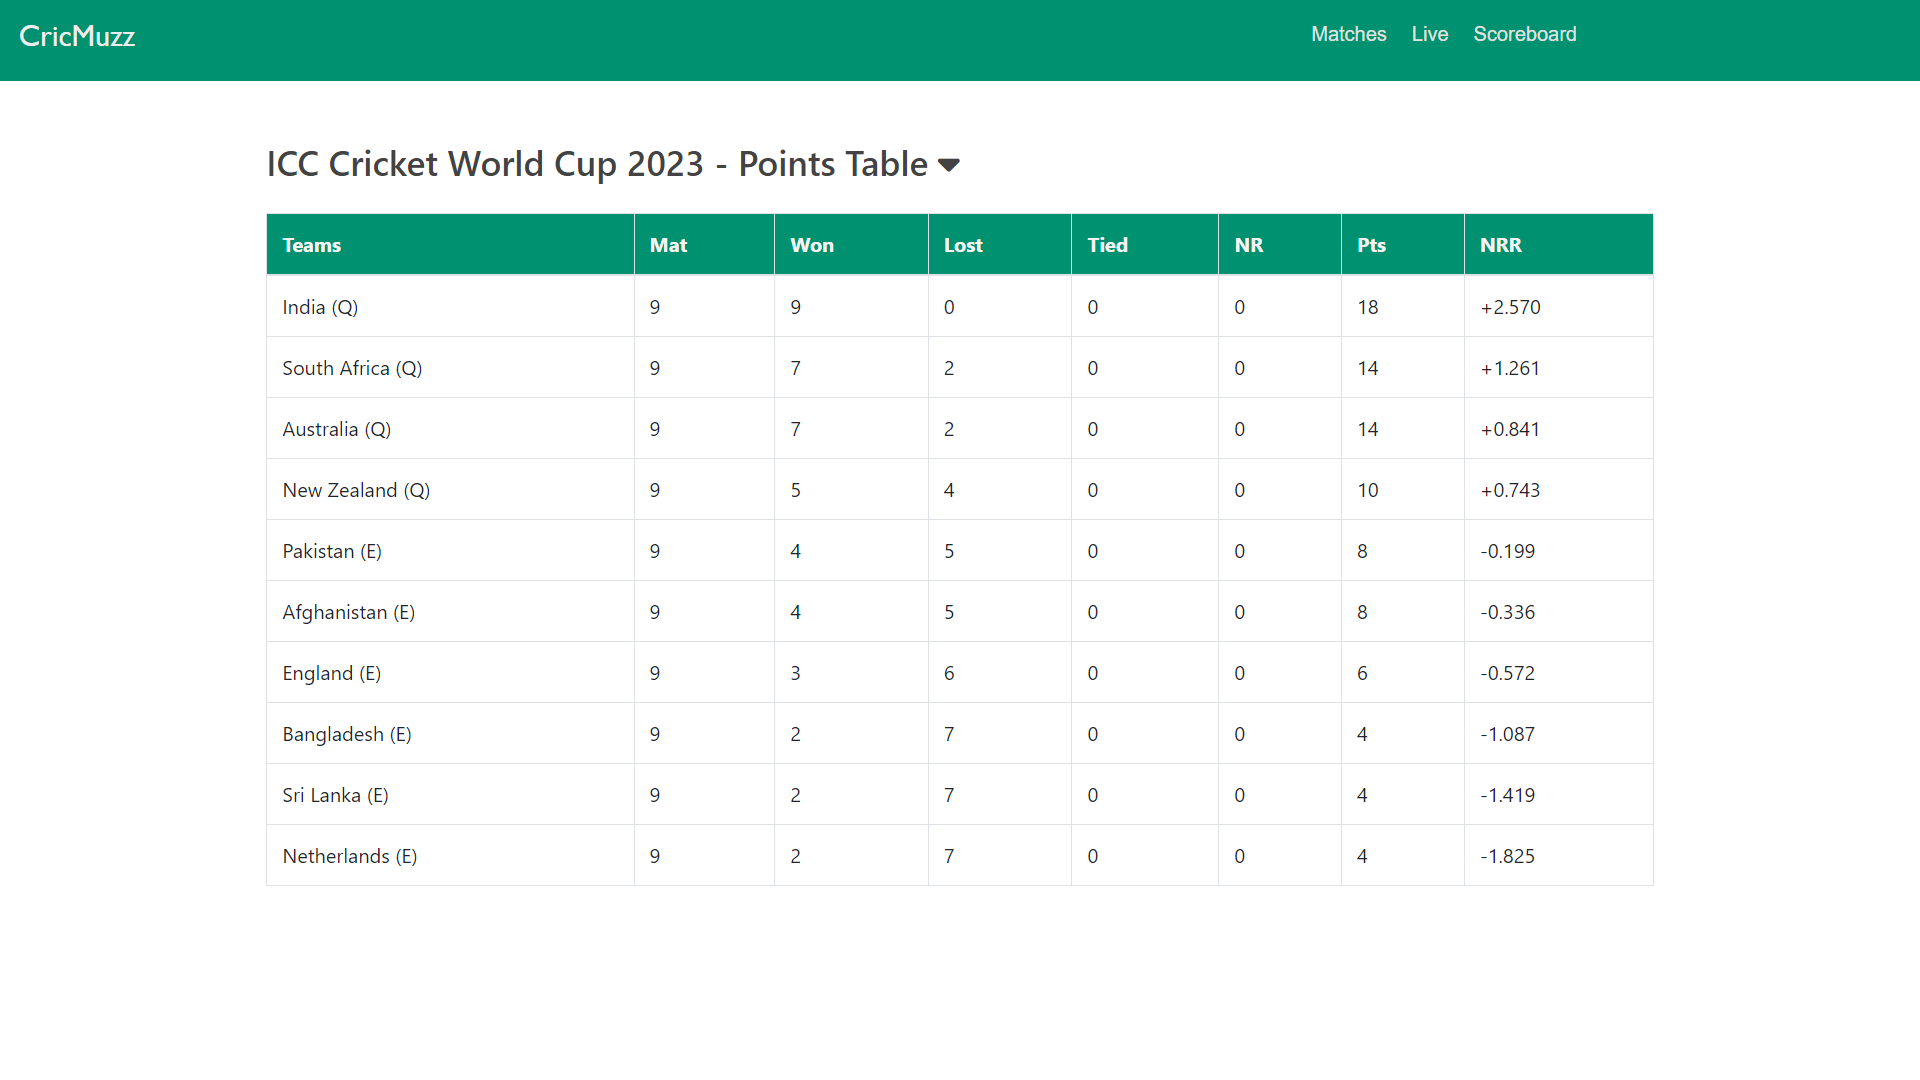 CricMuzz Matches Live Scoreboard
ICC Cricket World Cup 2023 - Points Table
Teams Mat Won Lost Tied NR Pts NRR
India (Q) 9 9 0 0 0 18 +2.570
South Africa (Q) 9 7 2 0 0 14 +1.261
Australia (Q) 9 7 2 0 0 14 +0.841
New Zealand (Q) 9 5 4 0 0 10 +0.743
Pakistan (E) 9 4 5 0 0 8 -0.199
Afghanistan (E) 9 4 5 0 0 8 -0.336
England (E) 9 3 6 0 0 6 -0.572
Bangladesh (E) 9 2 7 0 0 4 -1.087
Sri Lanka (E) 9 2 7 0 0 4 -1.419
Netherlands (E) 9 2 7 0 0 4 -1.825